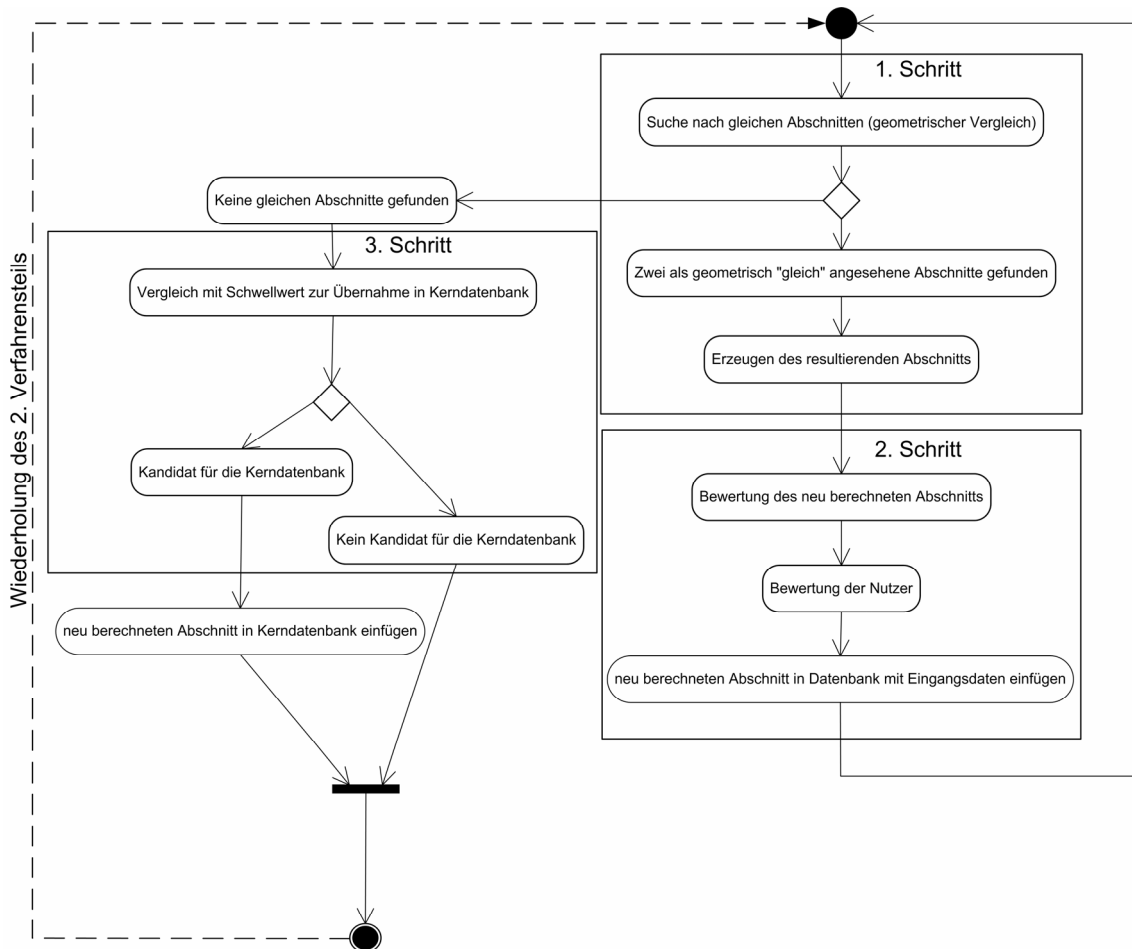 1. Schritt
Suche nach gleichen Abschnitten (geometrischer Vergleich)
Keine gleichen Abschnitte gefunden
3. Schritt
Zwei als geometrisch "gleich" angesehene Abschnitte gefunden
Vergleich mit Schwellwert zur Übernahme in Kerndatenbank
Erzeugen des resultierenden Abschnitts
2. Schritt
Kandidat für die Kerndatenbank
Bewertung des neu berechneten Abschnitts
Kein Kandidat für die Kerndatenbank
Bewertung der Nutzer
neu berechneten Abschnitt in Kerndatenbank einfügen
neu berechneten Abschnitt in Datenbank mit Eingangsdaten einfügen
Wiederholung des 2. Verfahrensteils